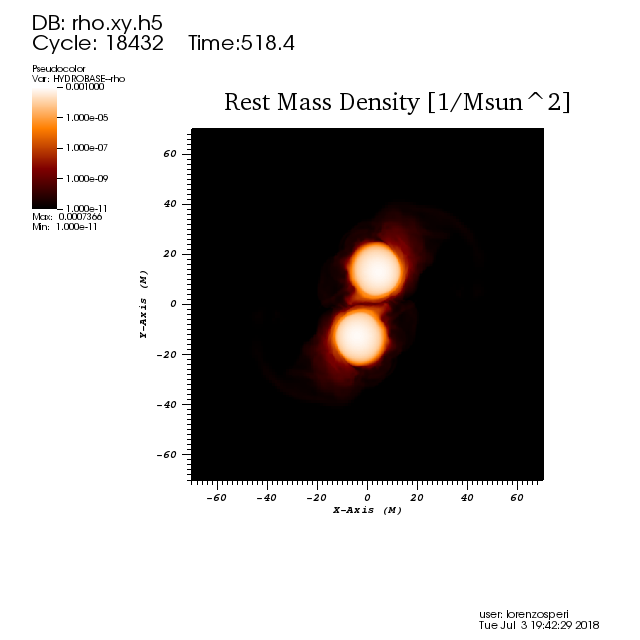 DB: rho.xy.h5
Cycle: 18432 Time:518.4
Pseudocolor
Var: HYDROBASE--rho
0.001000
1.000e-05
1.000e-07
1.000e-09
1.000e-11
Max: 0.0007366
Min: 1.000e-11
Rest Mass Density [1/Msun^2]
60
40
20
0
-20
-40
-60
Y-Axis (M)
-60 -40 -20 0 20 40 60
X-Axis (M)
user: lorenzosperi
Tue Jul 3 19:42:29 2018